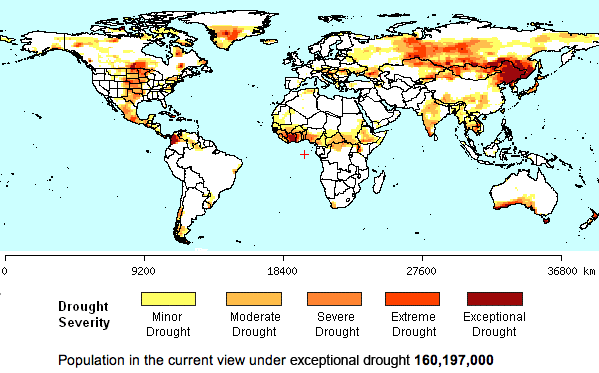 0 9200 18400 27600 36800 km
Drought Severity
Minor Drought
Moderate Drought
Severe Drought
Extreme Drought
Exceptional Drought
Population in the current view under exceptional drought 160,197,000